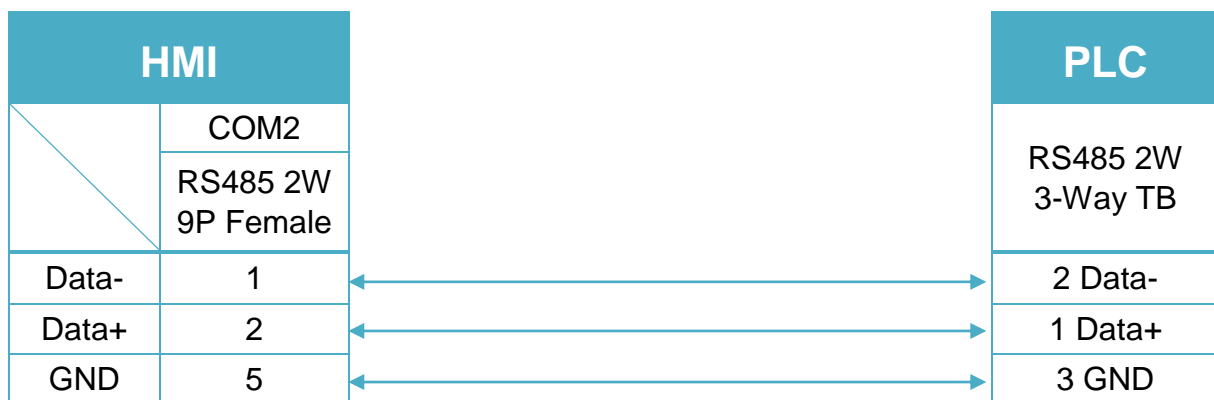 HMI
PLC
COM2
RS485 2W
9P Female
RS485 2W
3-Way TB
Data- 1 2 Data-
Data+ 2 1 Data+
GND 5 3 GND